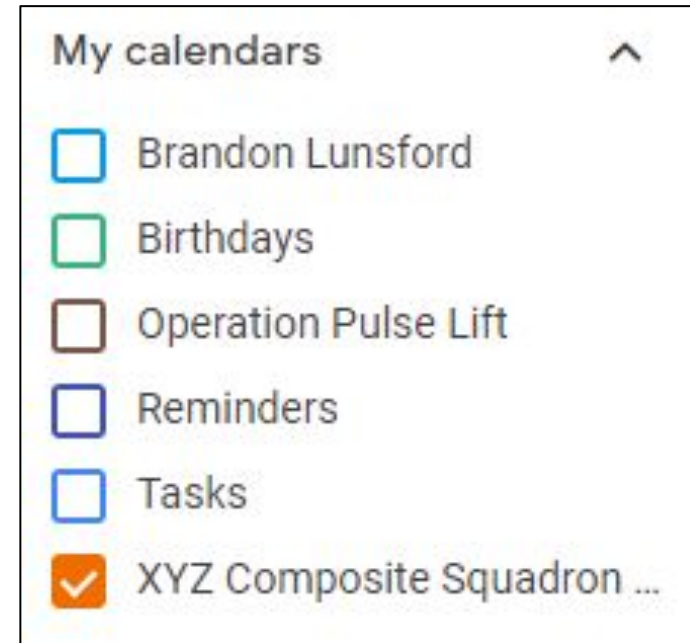 My calendars
Brandon Lunsford
Birthdays
Operation Pulse Lift
Reminders
Tasks
XYZ Composite Squadron ...